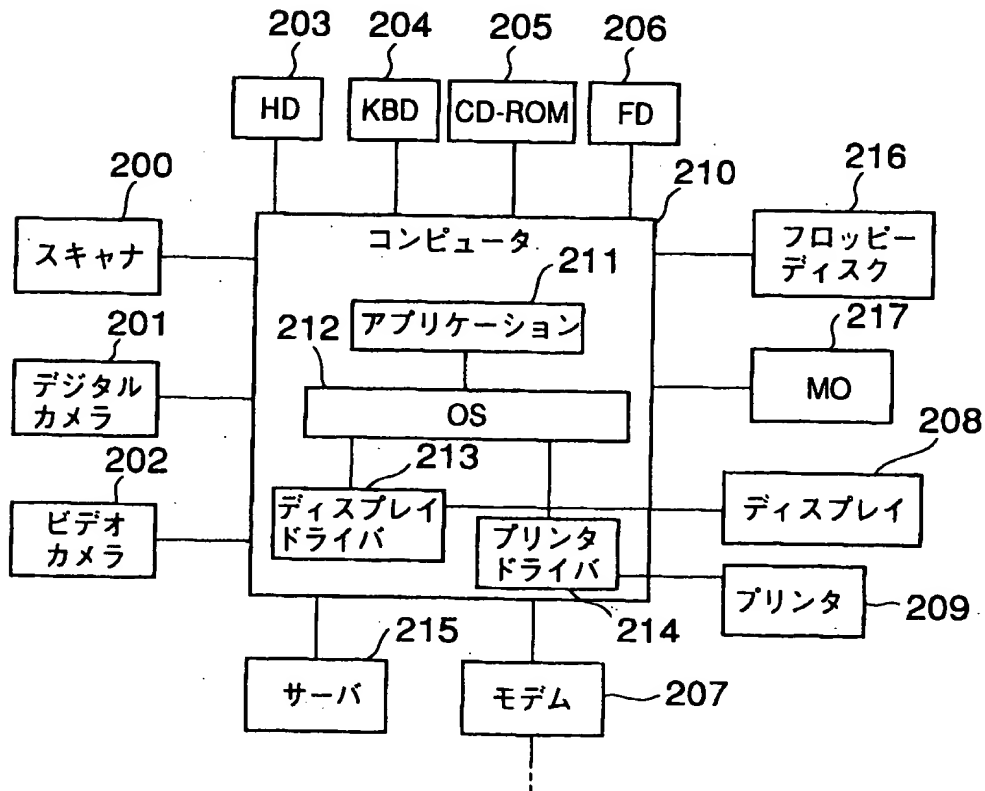 203
204
205
206
HD
KBD
CD-ROM
FD
200
210
216
スキャナ
コンピュータ
フロッピー
ディスク
211
212
アプリケーション
201
217
デジタル
カメラ
OS
MO
202
213
208
ビデオ
カメラ
ディスプレイ
ドライバ
プリンタ
ドライバ
ディスプレイ
プリンタ
209
215
214
サーバ
モデム
207